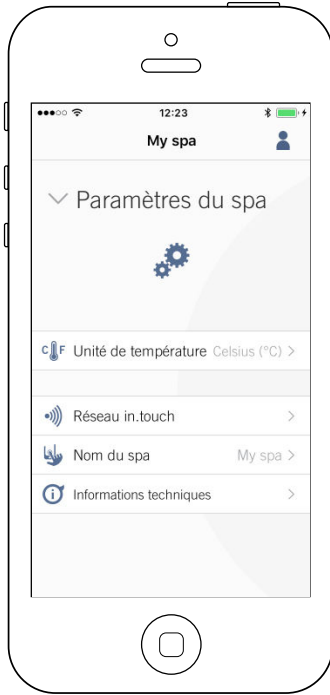 12:23
My spa
Paramètres du spa
C F Unité de température Celsius (°C) >
Réseau in.touch >
Nom du spa My spa >
Informations techniques >